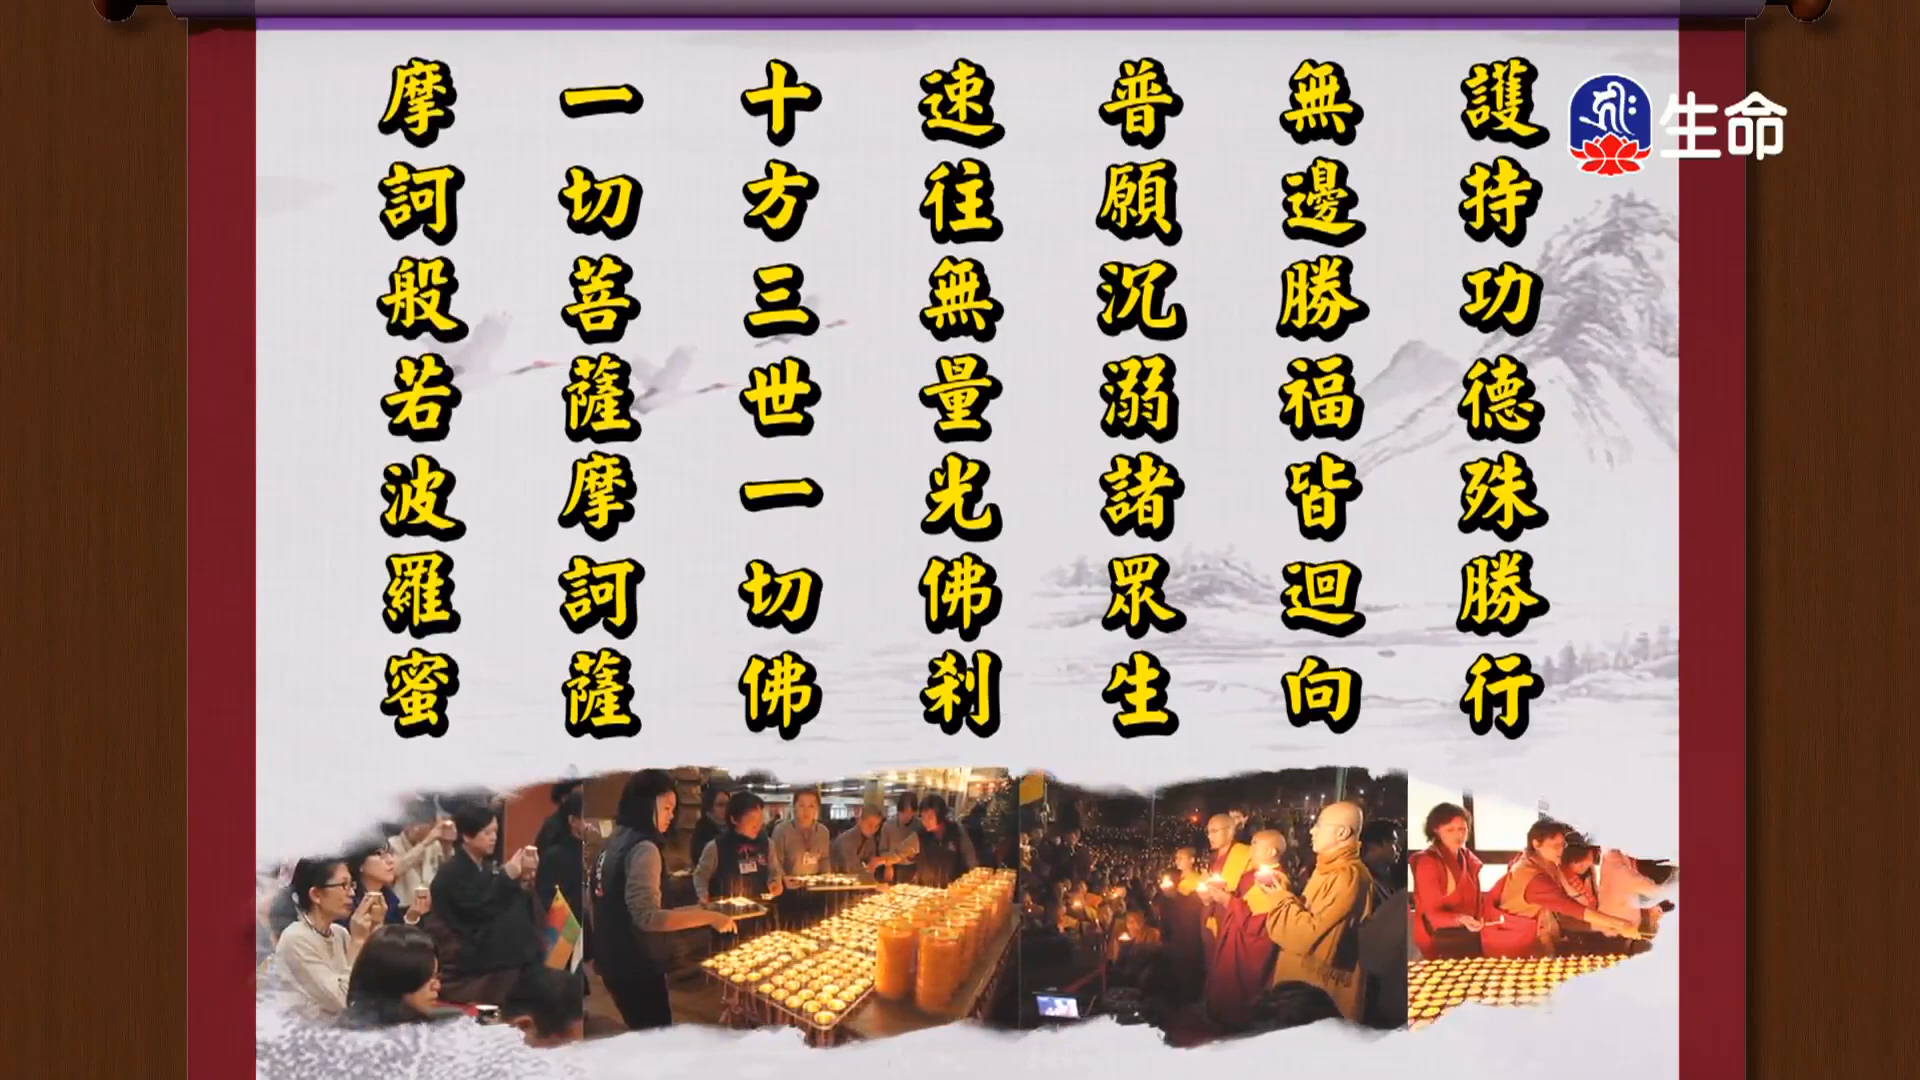 護持功德殊勝行
無邊勝福皆迴向
普願沉溺諸眾生
速往無量光佛剎
十方三世一切佛
一切菩薩摩訶薩
摩訶般若波羅蜜
生命